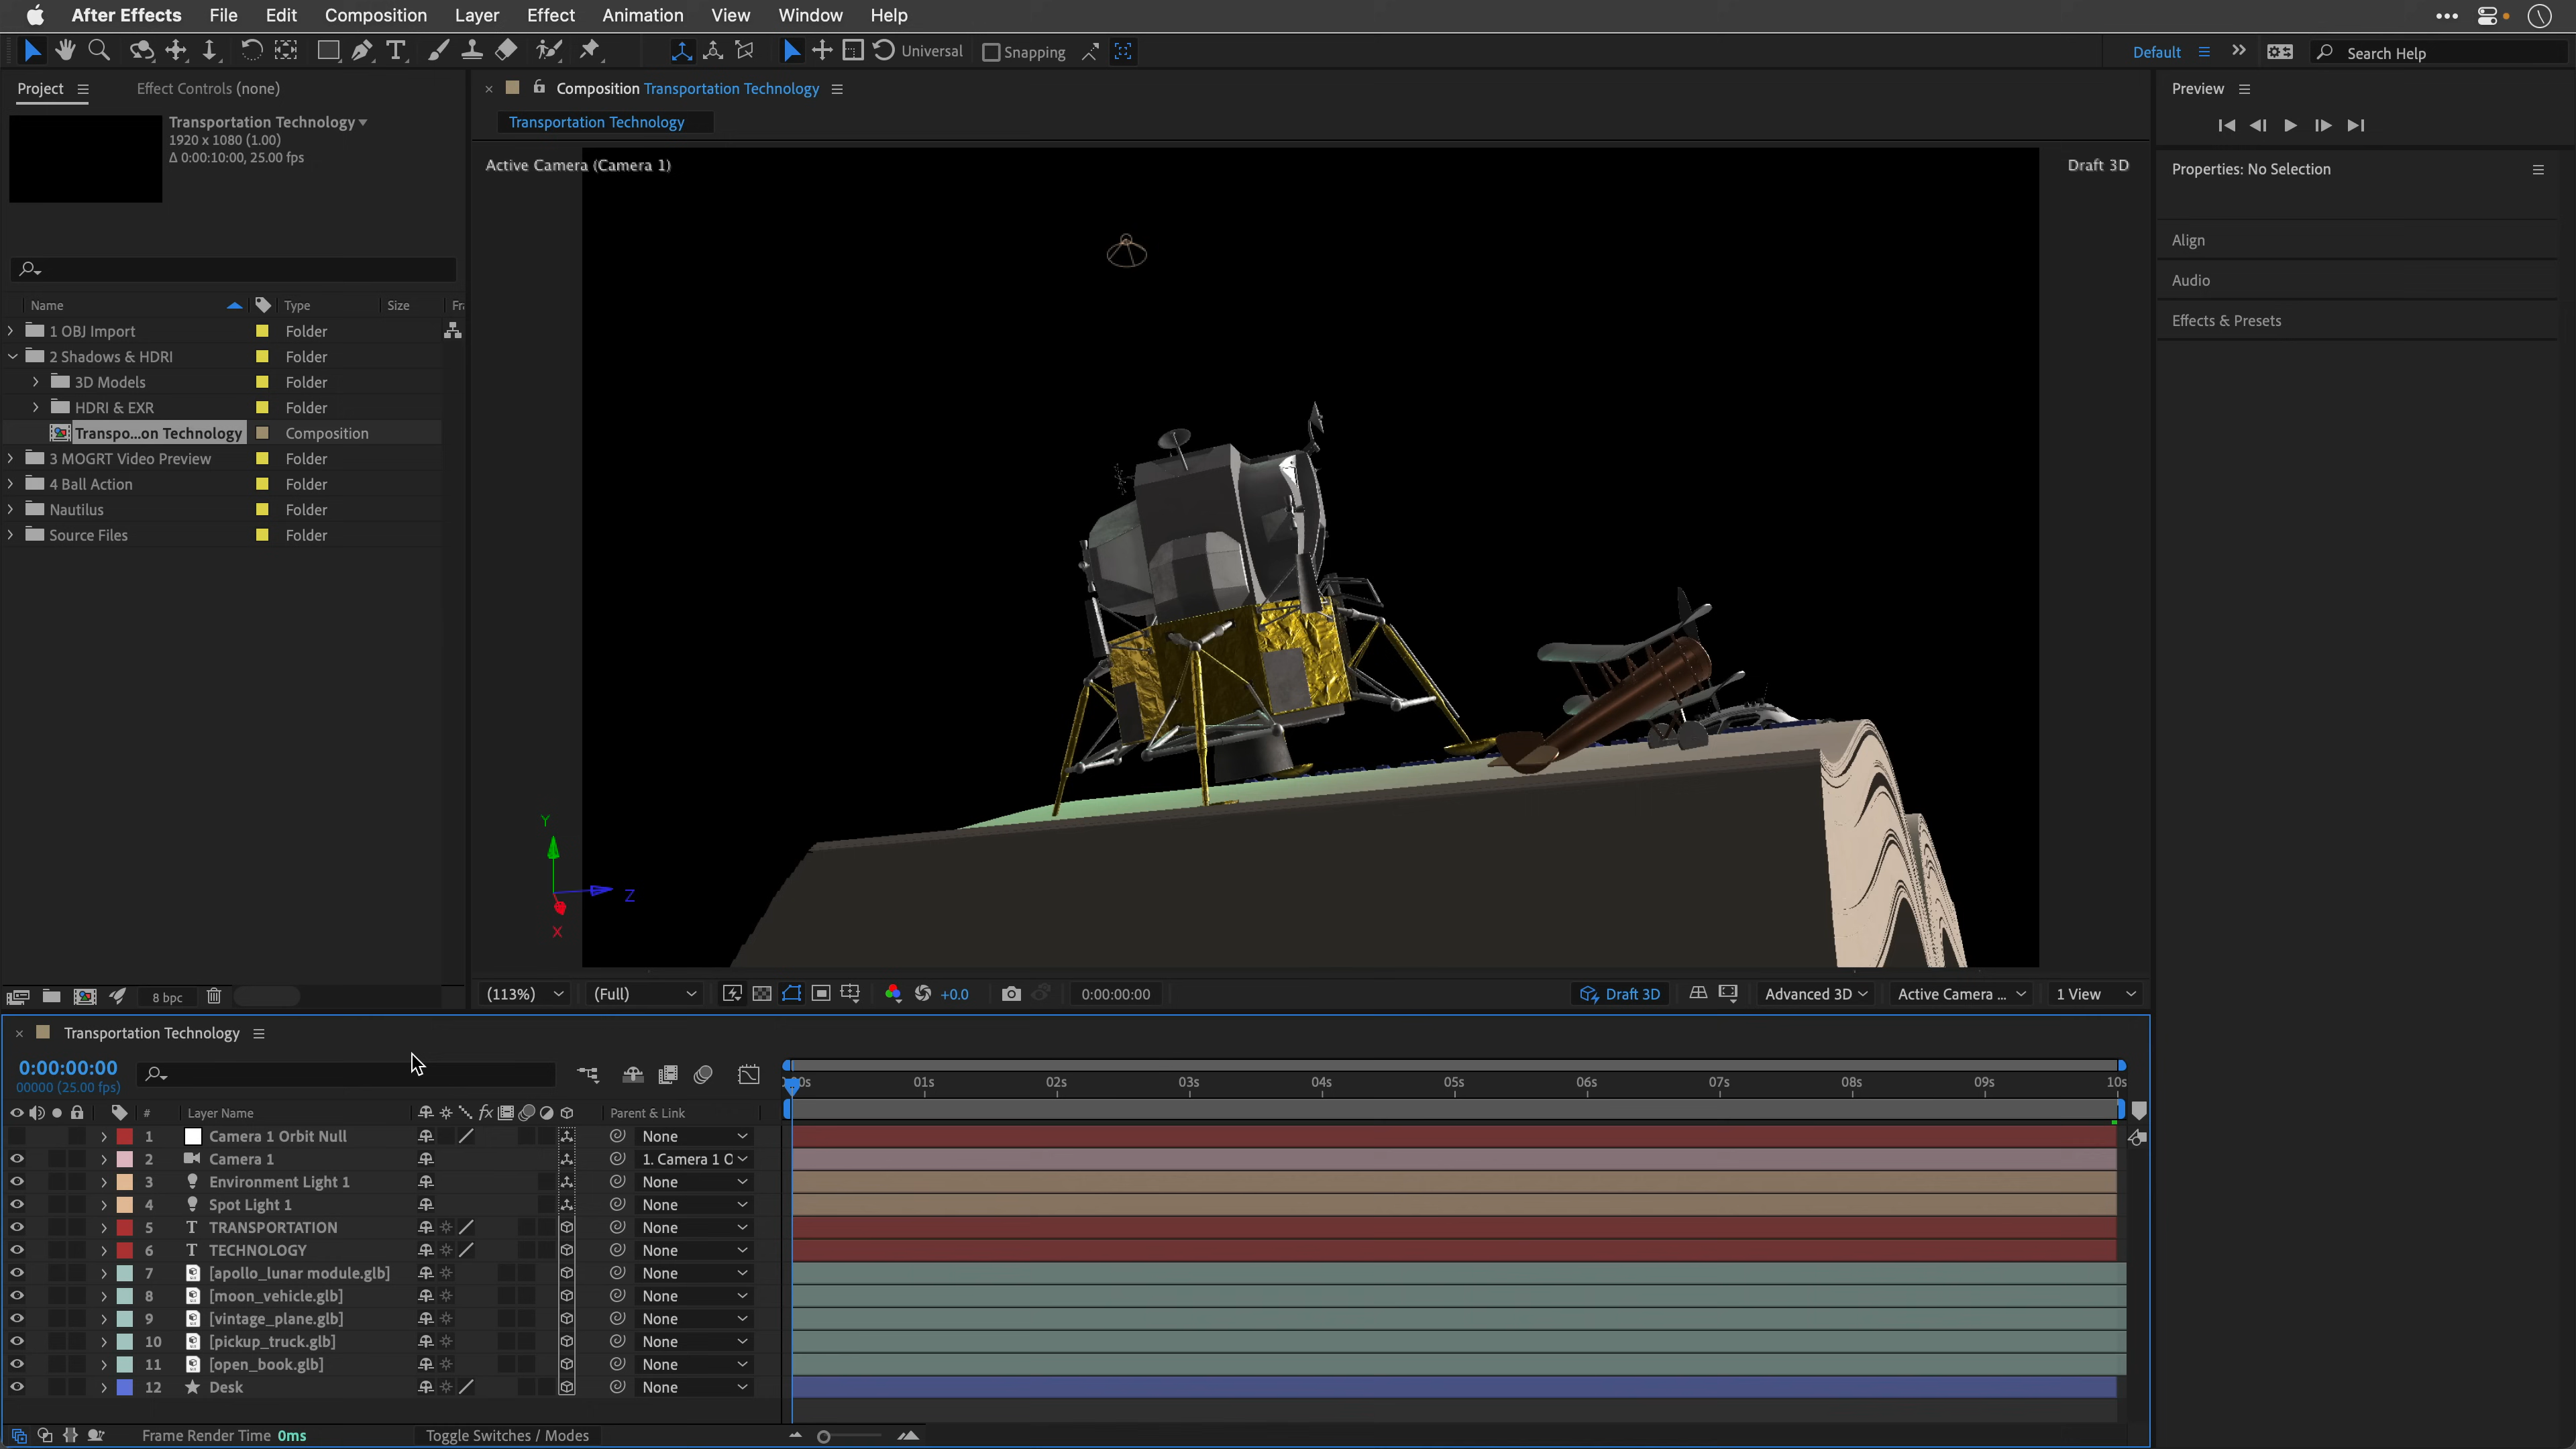 After Effects File Edit Composition Layer Effect Animation View Window Help
Universal Snapping Default Search Help
Project Effect Controls (none)
Transportation Technology
1920 x 1080 (1.00)
Δ 0:00:10:00, 25.00 fps
Name Type Size Fr
1 OBJ Import Folder
2 Shadows & HDRI Folder
3D Models Folder
HDRI & EXR Folder
Transpo...on Technology Composition
3 MOGRT Video Preview Folder
4 Ball Action Folder
Nautilus Folder
Source Files Folder
8 bpc
Composition Transportation Technology
Transportation Technology
Active Camera (Camera 1) Draft 3D
Y
Z
X
(113%) (Full) +0.0 0:00:00:00 Draft 3D Advanced 3D Active Camera ... 1 View
Preview
Properties: No Selection
Align
Audio
Effects & Presets
Transportation Technology
0:00:00:00
00000 (25.00 fps)
:00s 01s 02s 03s 04s 05s 06s 07s 08s 09s 10s
# Layer Name fx Parent & Link
1 Camera 1 Orbit Null None
2 Camera 1 1. Camera 1 O
3 Environment Light 1 None
4 Spot Light 1 None
5 T TRANSPORTATION None
6 T TECHNOLOGY None
7 [apollo_lunar module.glb] None
8 [moon_vehicle.glb] None
9 [vintage_plane.glb] None
10 [pickup_truck.glb] None
11 [open_book.glb] None
12 Desk None
Frame Render Time 0ms Toggle Switches / Modes